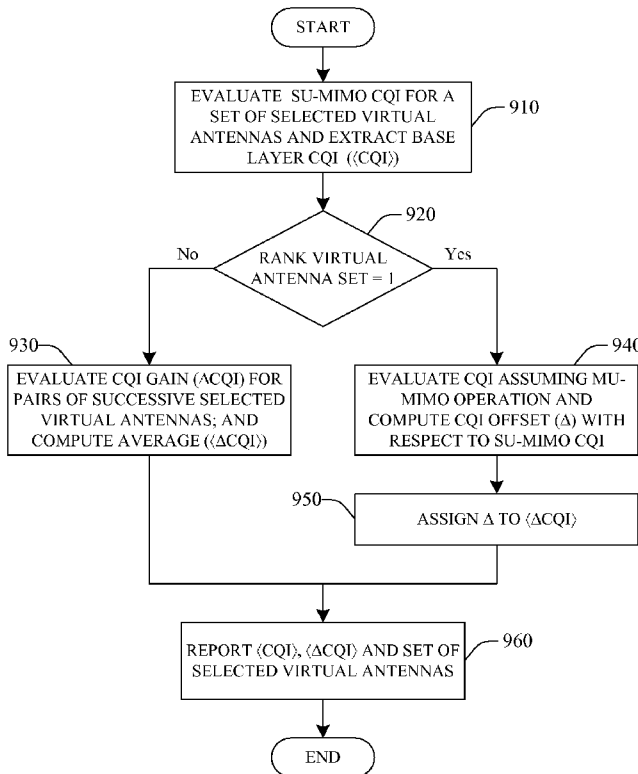 START
EVALUATE SU-MIMO CQI FOR A
SET OF SELECTED VIRTUAL
ANTENNAS AND EXTRACT BASE
LAYER CQI (⟨CQI⟩)
910
920
No
RANK VIRTUAL
ANTENNA SET = 1
Yes
930
EVALUATE CQI GAIN (ΔCQI) FOR
PAIRS OF SUCCESSIVE SELECTED
VIRTUAL ANTENNAS; AND
COMPUTE AVERAGE (⟨ΔCQI⟩)
940
EVALUATE CQI ASSUMING MU-
MIMO OPERATION AND
COMPUTE CQI OFFSET (Δ) WITH
RESPECT TO SU-MIMO CQI
950
ASSIGN Δ TO ⟨ΔCQI⟩
REPORT ⟨CQI⟩, ⟨ΔCQI⟩ AND SET OF
SELECTED VIRTUAL ANTENNAS
960
END